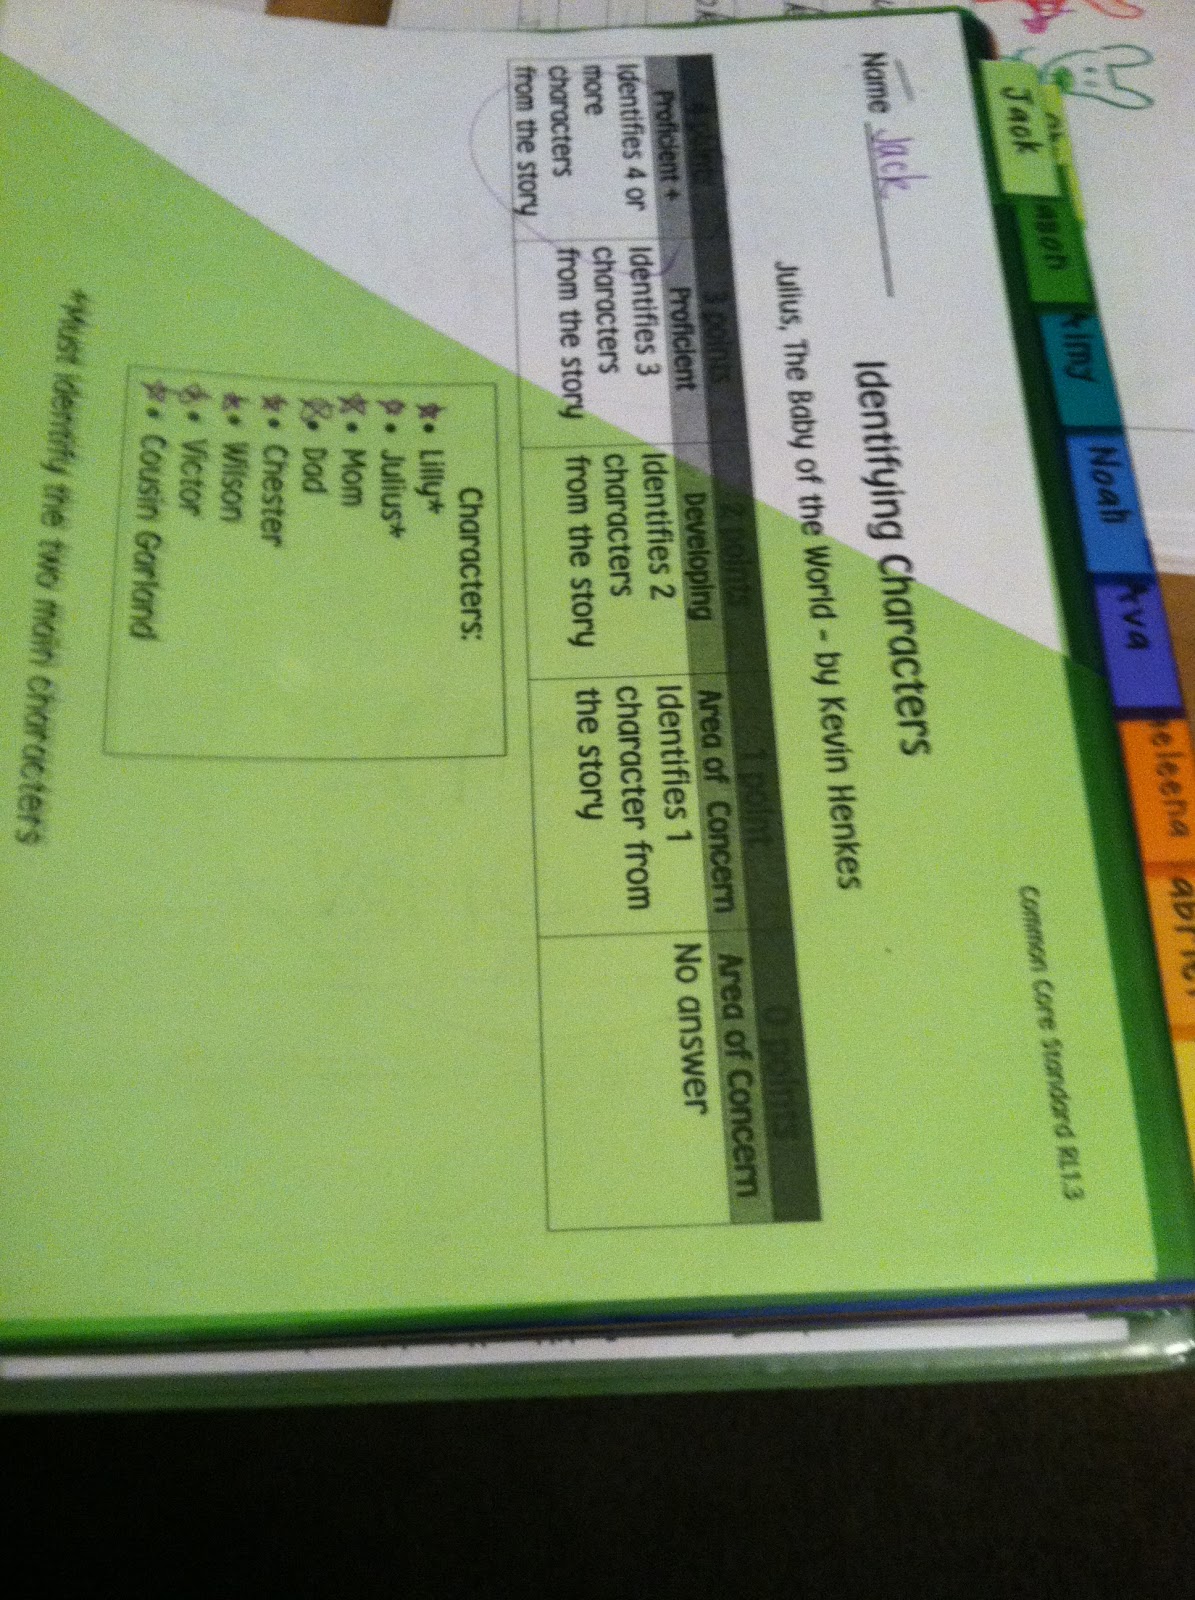 Common Core Standard RL1.3
Name Jack
Identifying Characters
Julius, The Baby of the World - by Kevin Henkes
4 points 3 points 2 points 1 point 0 points
Proficient + Proficient Developing Area of Concern Area of Concern
Identifies 4 or more characters from the story
Identifies 3 characters from the story
Identifies 2 characters from the story
Identifies 1 character from the story
No answer
Characters:
• Lilly*
• Julius*
• Mom
• Dad
• Chester
• Wilson
• Victor
• Cousin Garland
*Must identify the two main characters
Jack
Noah
Ava